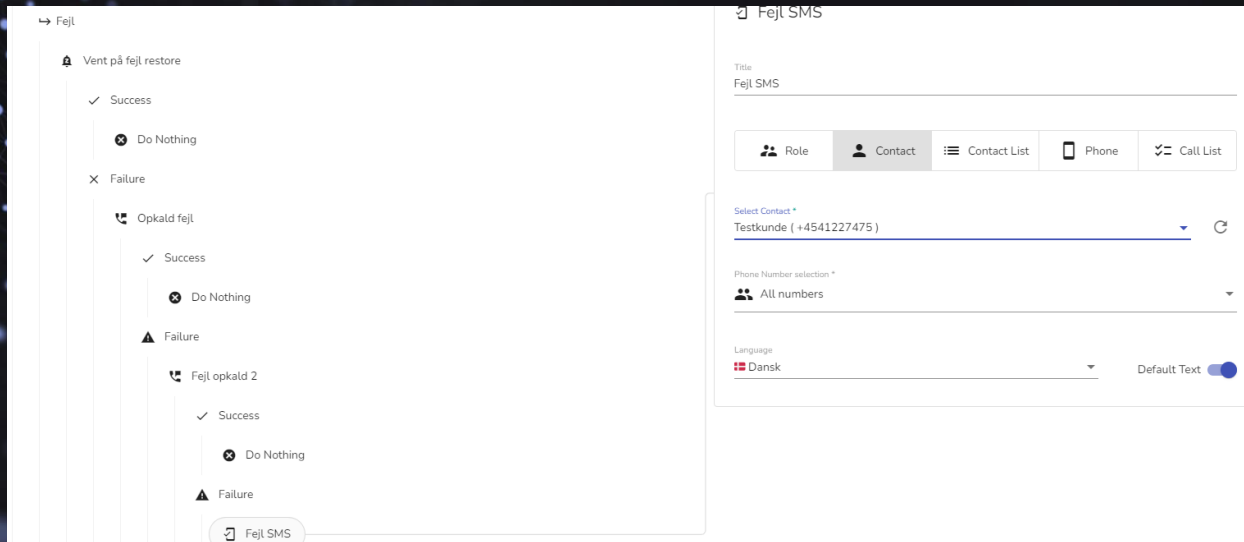 Fejl
Vent på fejl restore
Success
Do Nothing
Failure
Opkald fejl
Success
Do Nothing
Failure
Fejl opkald 2
Success
Do Nothing
Failure
Fejl SMS
Fejl SMS
Title
Fejl SMS
Role Contact Contact List Phone Call List
Select Contact *
Testkunde ( +4541227475 )
Phone Number selection *
All numbers
Language
Dansk
Default Text